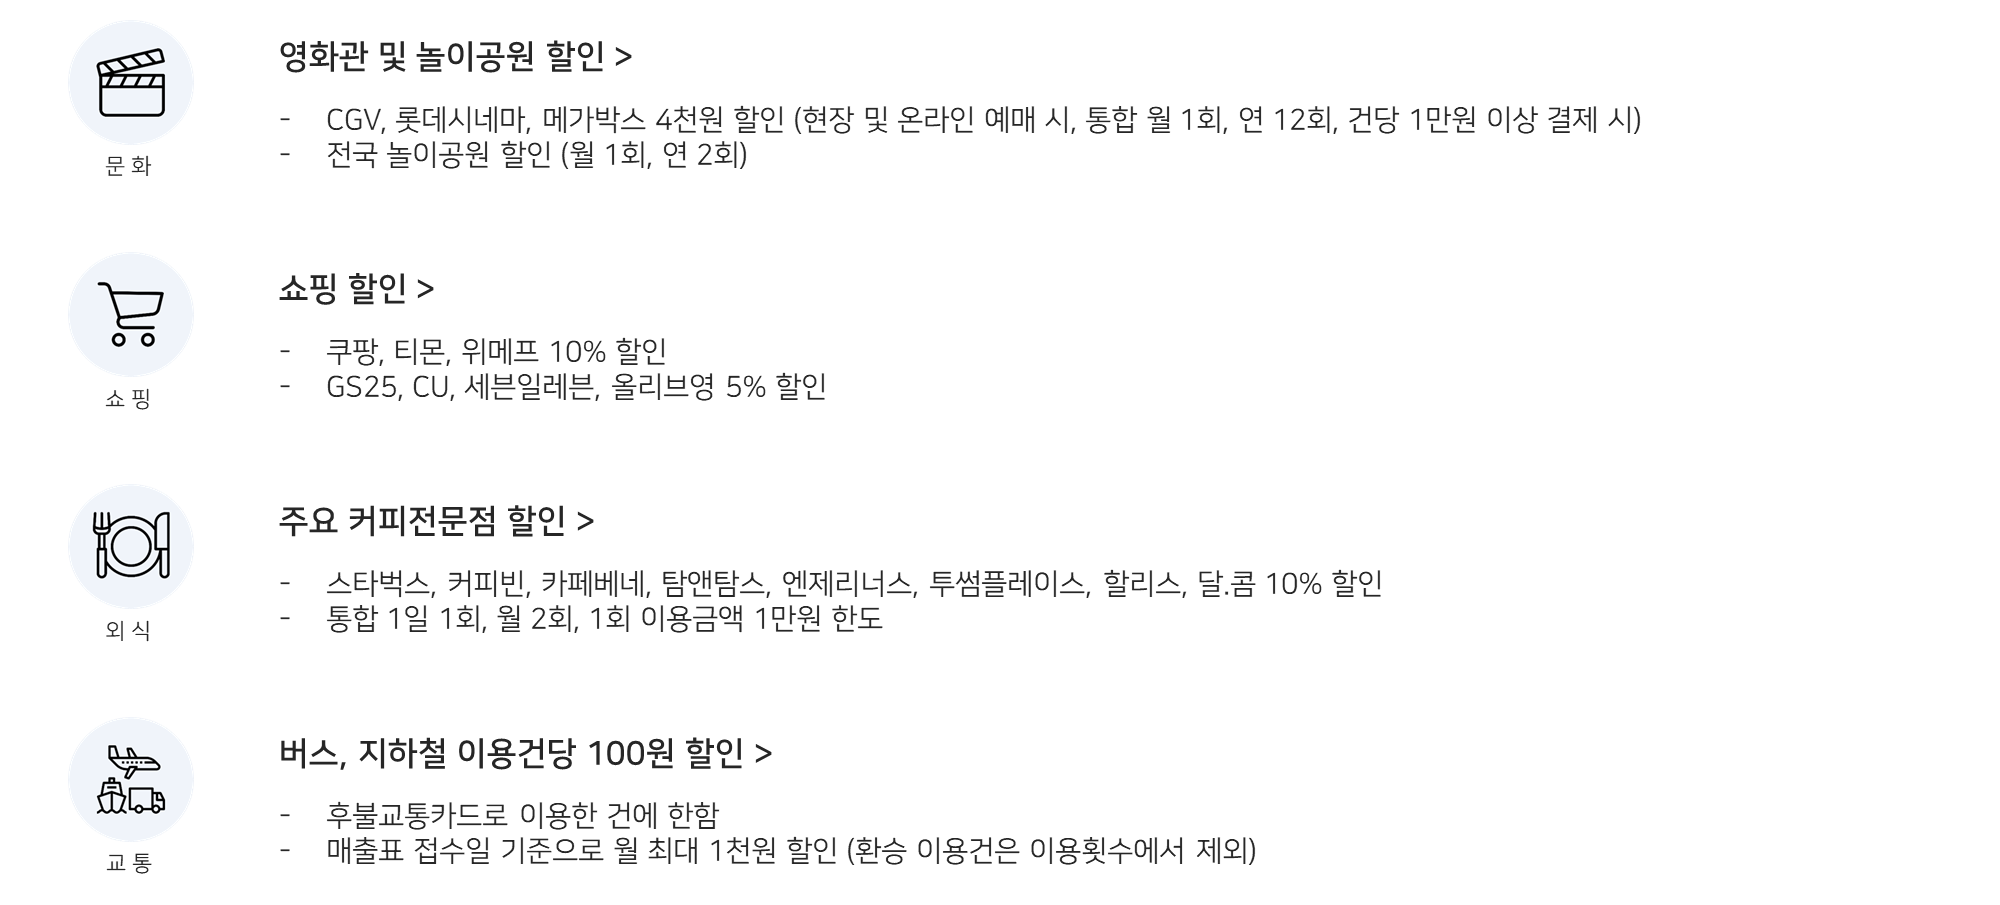 영화관 및 놀이공원 할인 >
- CGV, 롯데시네마, 메가박스 4천원 할인 (현장 및 온라인 예매 시, 통합 월 1회, 연 12회, 건당 1만원 이상 결제 시)
- 전국 놀이공원 할인 (월 1회, 연 2회)
문화
쇼핑 할인 >
- 쿠팡, 티몬, 위메프 10% 할인
- GS25, CU, 세븐일레븐, 올리브영 5% 할인
쇼핑
주요 커피전문점 할인 >
- 스타벅스, 커피빈, 카페베네, 탐앤탐스, 엔제리너스, 투썸플레이스, 할리스, 달.콤 10% 할인
- 통합 1일 1회, 월 2회, 1회 이용금액 1만원 한도
외식
버스, 지하철 이용건당 100원 할인 >
- 후불교통카드로 이용한 건에 한함
- 매출표 접수일 기준으로 월 최대 1천원 할인 (환승 이용건은 이용횟수에서 제외)
교통